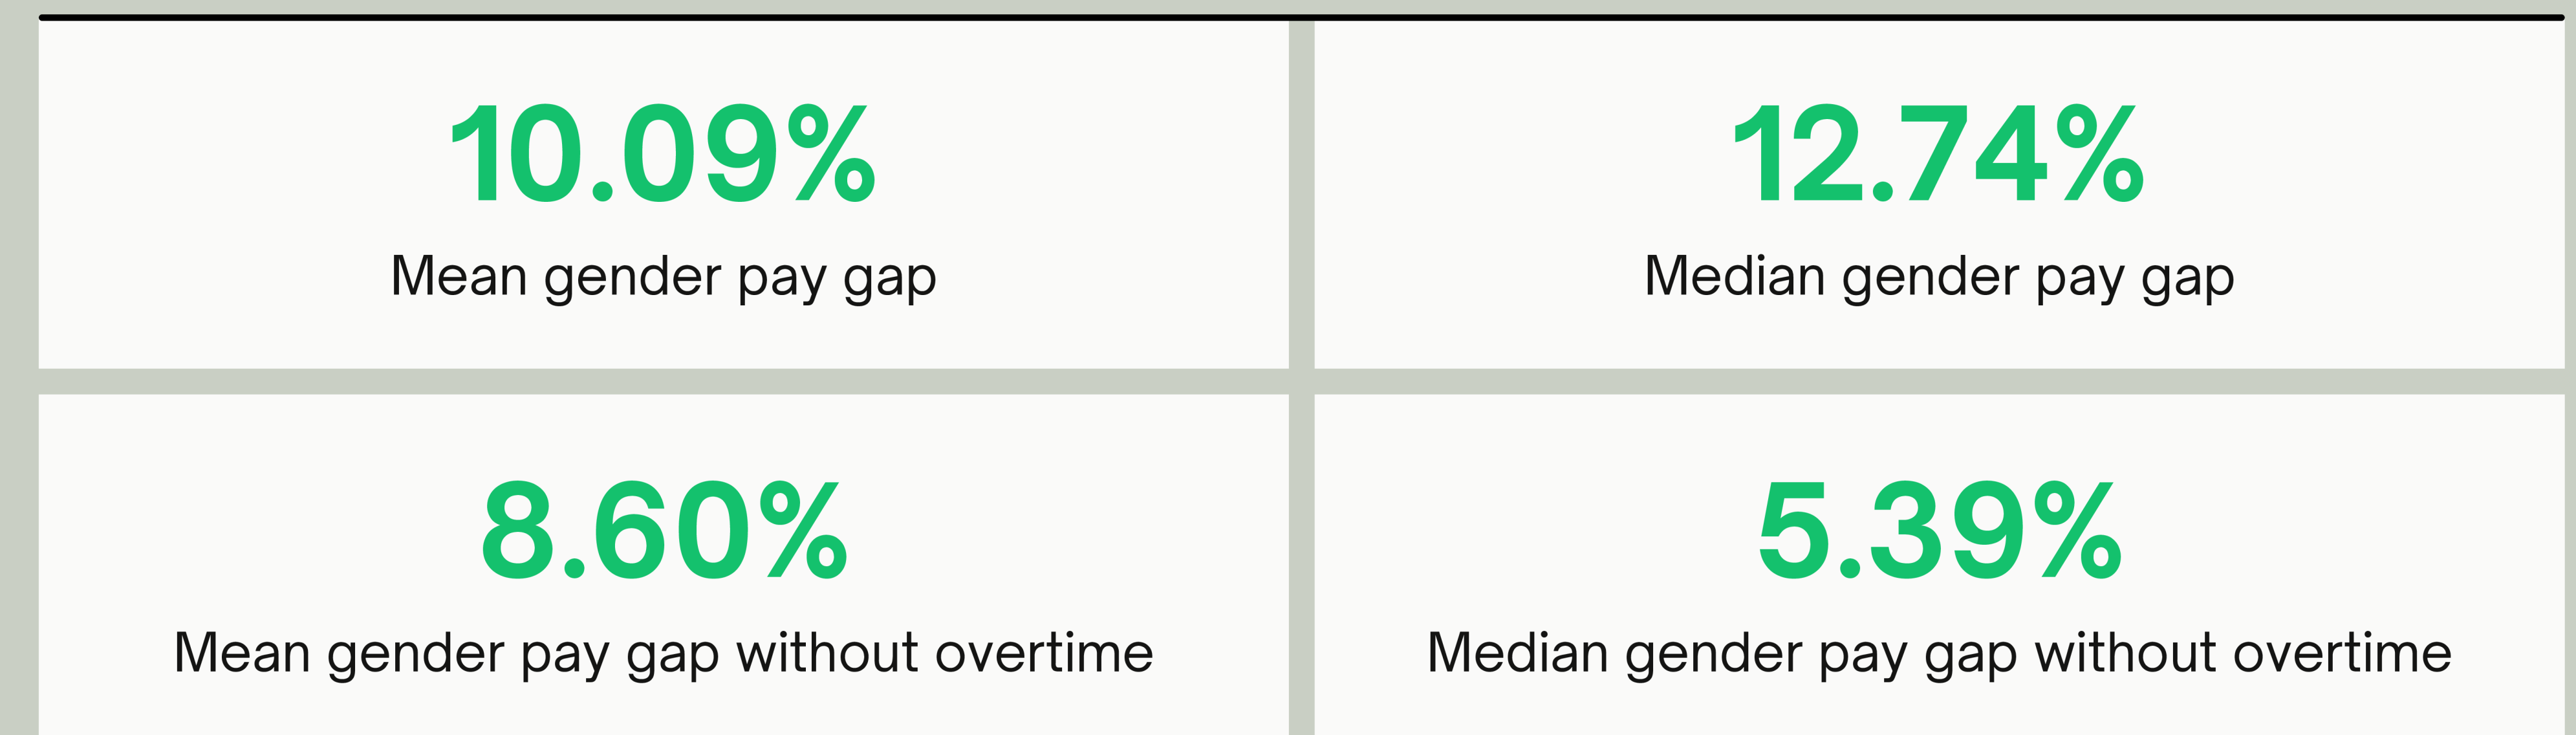 10.09%
Mean gender pay gap
12.74%
Median gender pay gap
8.60%
Mean gender pay gap without overtime
5.39%
Median gender pay gap without overtime